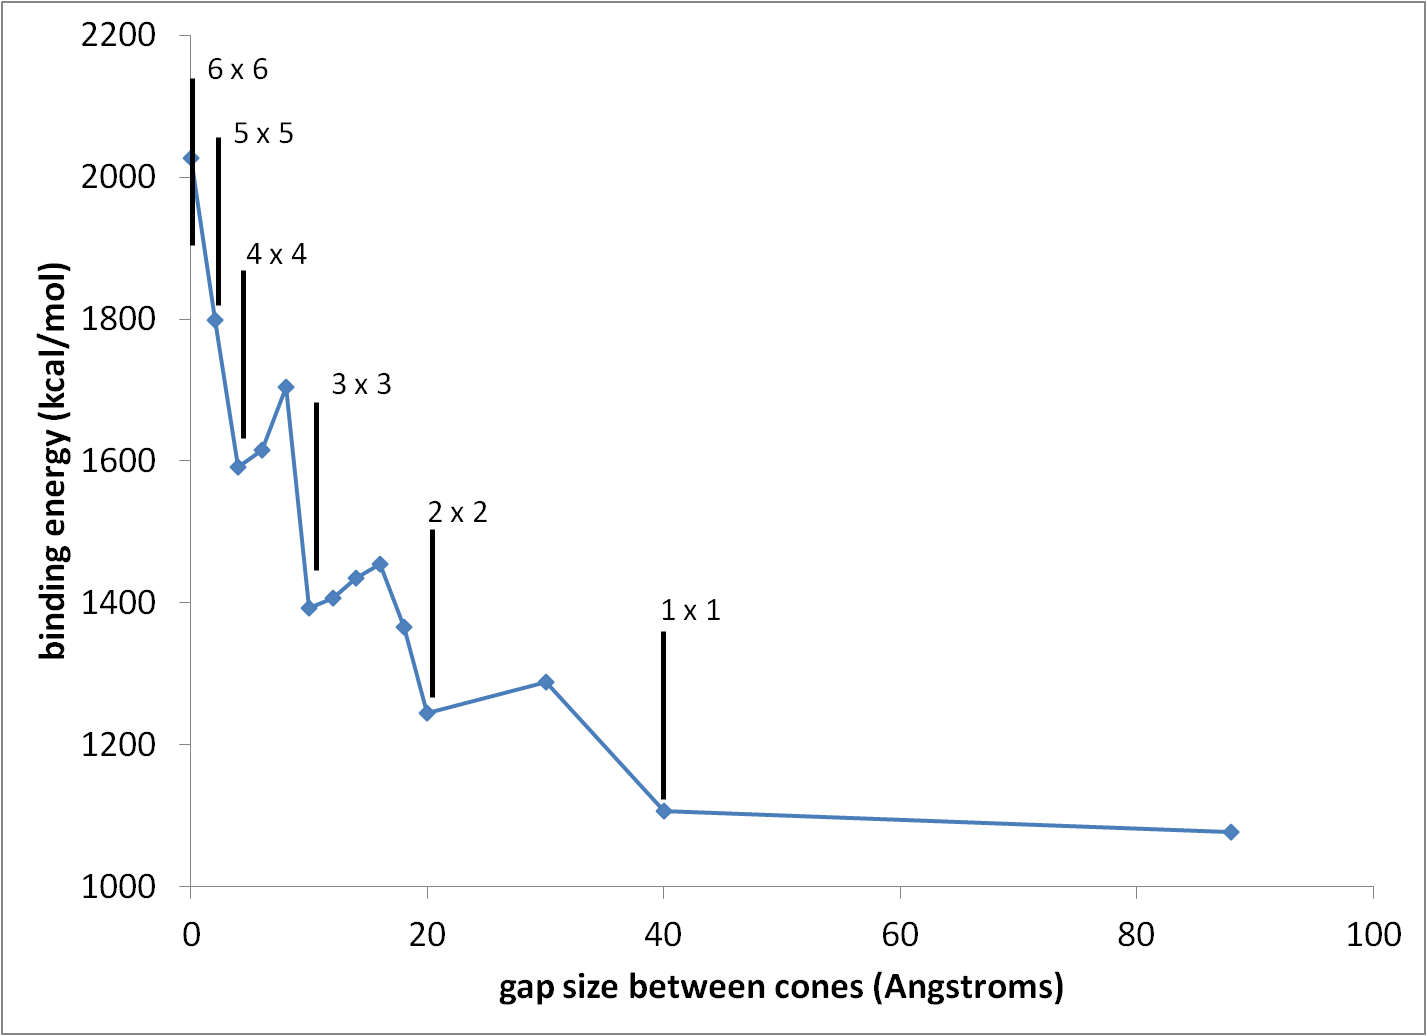 2200
6 x 6
5 x 5
2000
4 x 4
1800
3 x 3
1600
2 x 2
1400
1 x 1
1200
1000
binding energy (kcal/mol)
0 20 40 60 80 100
gap size between cones (Angstroms)